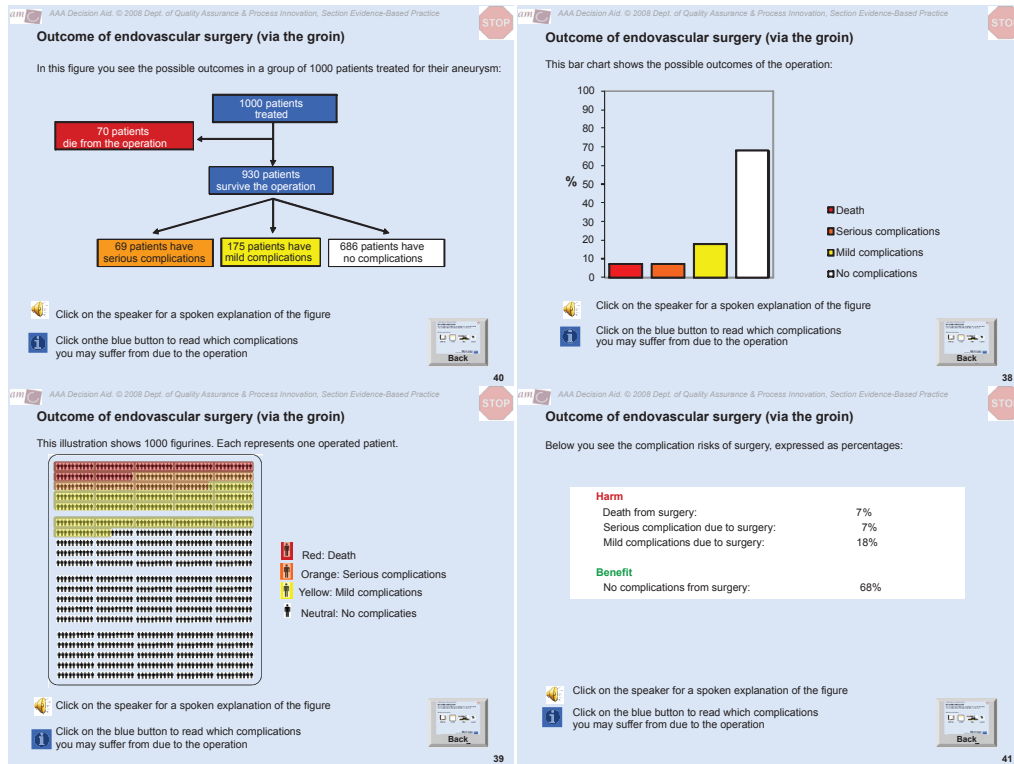 am C
AAA Decision Aid. © 2008 Dept. of Quality Assurance & Process Innovation, Section Evidence-Based Practice
STOP
Outcome of endovascular surgery (via the groin)
In this figure you see the possible outcomes in a group of 1000 patients treated for their aneurysm:
1000 patients
treated
70 patients
die from the operation
930 patients
survive the operation
69 patients have
serious complications
175 patients have
mild complications
686 patients have
no complications
Click on the speaker for a spoken explanation of the figure
i
Click onthe blue button to read which complications
you may suffer from due to the operation
Back
40
am C
AAA Decision Aid. © 2008 Dept. of Quality Assurance & Process Innovation, Section Evidence-Based Practice
STO
Outcome of endovascular surgery (via the groin)
This bar chart shows the possible outcomes of the operation:
100
90
80
70
60
50
40
30
20
10
0
%
Death
Serious complications
Mild complications
No complications
Click on the speaker for a spoken explanation of the figure
i
Click on the blue button to read which complications
you may suffer from due to the operation
Back
38
am C
AAA Decision Aid. © 2008 Dept. of Quality Assurance & Process Innovation, Section Evidence-Based Practice
STOP
Outcome of endovascular surgery (via the groin)
This illustration shows 1000 figurines. Each represents one operated patient.
Red: Death
Orange: Serious complications
Yellow: Mild complications
Neutral: No complicaties
Click on the speaker for a spoken explanation of the figure
i
Click on the blue button to read which complications
you may suffer from due to the operation
Back_
39
am C
AAA Decision Aid. © 2008 Dept. of Quality Assurance & Process Innovation, Section Evidence-Based Practice
STO
Outcome of endovascular surgery (via the groin)
Below you see the complication risks of surgery, expressed as percentages:
Harm
Death from surgery: 7%
Serious complication due to surgery: 7%
Mild complications due to surgery: 18%
Benefit
No complications from surgery: 68%
Click on the speaker for a spoken explanation of the figure
i
Click on the blue button to read which complications
you may suffer from due to the operation
Back_
41